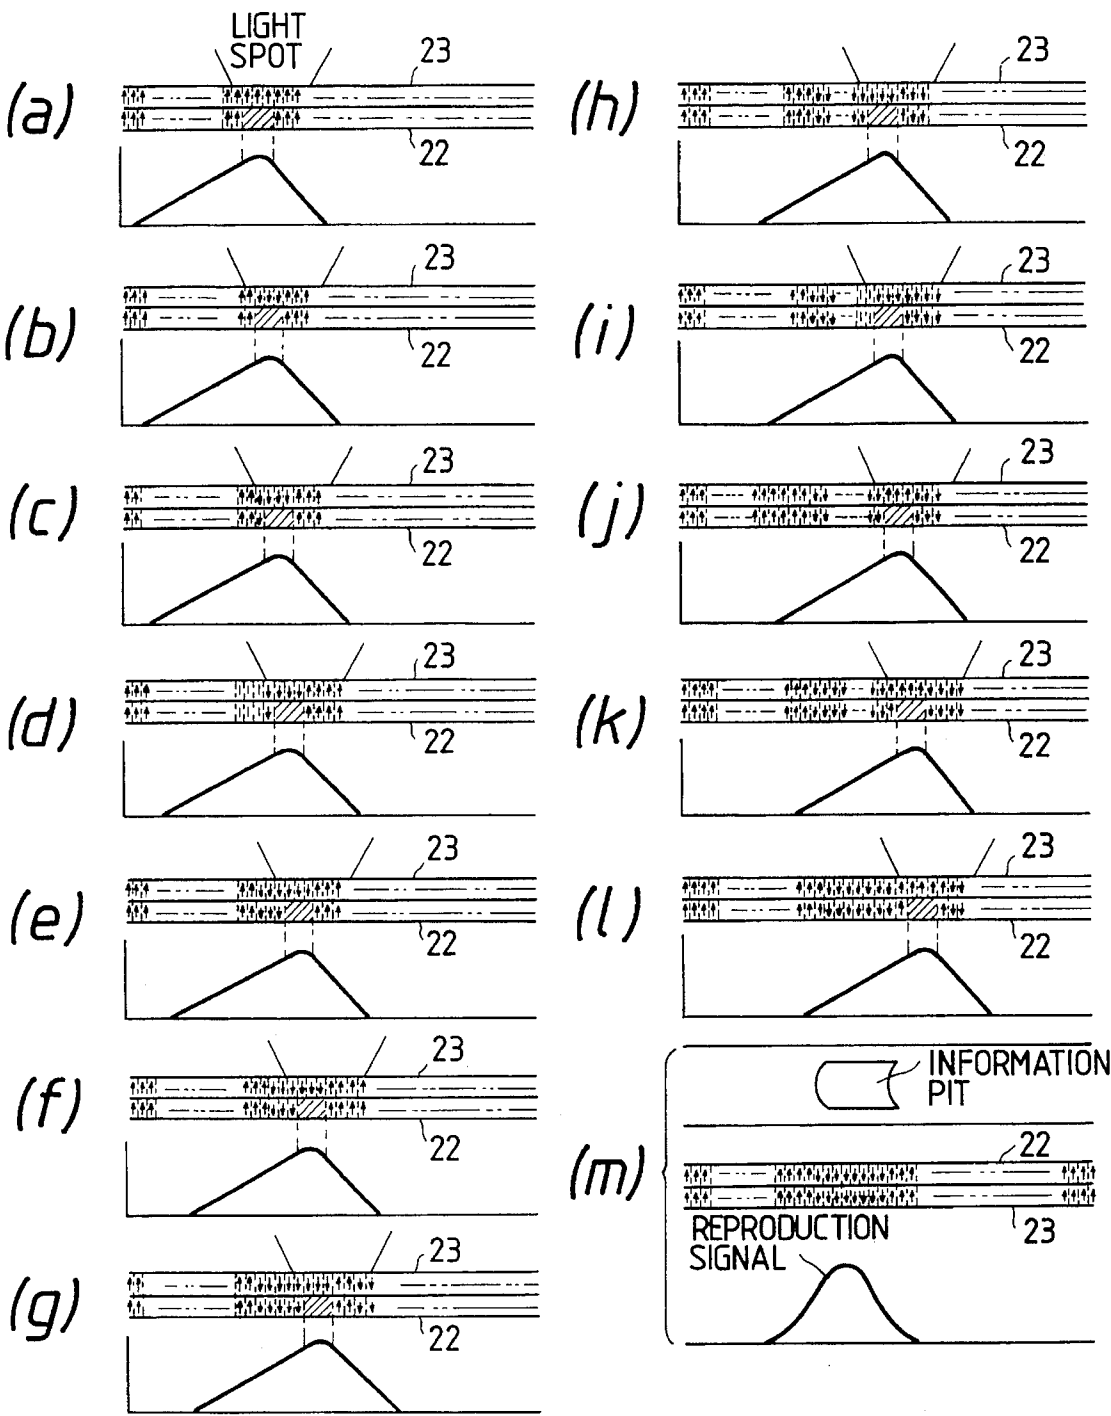 LIGHT
SPOT
(a)
23
22
(b)
23
22
(c)
23
22
(d)
23
22
(e)
23
22
(f)
23
22
(g)
23
22
(h)
23
22
(i)
23
22
(j)
23
22
(k)
23
22
(l)
23
22
(m)
INFORMATION
PIT
22
23
REPRODUCTION
SIGNAL